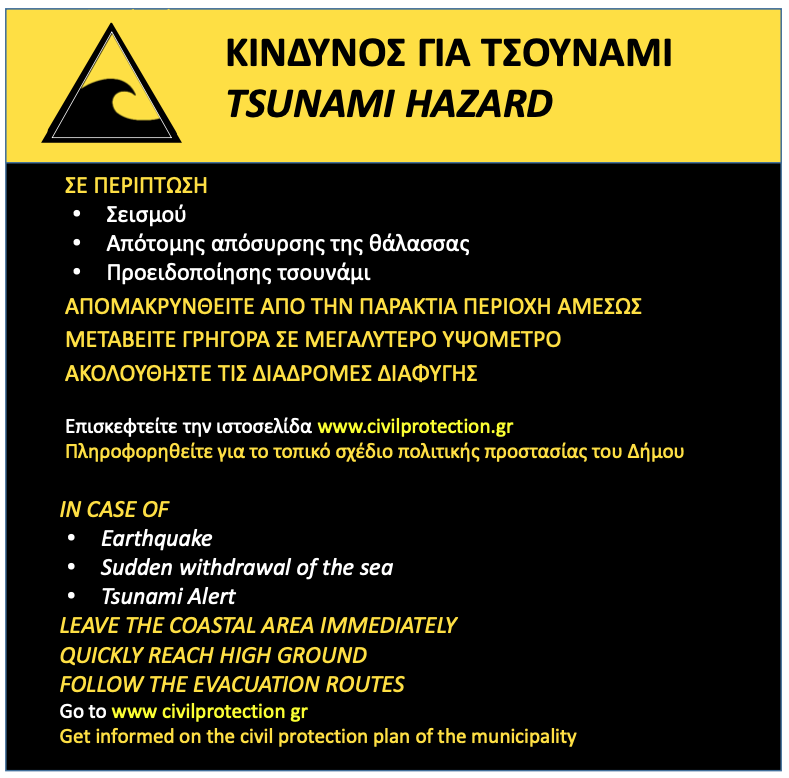 ΚΙΝΔΥΝΟΣ ΓΙΑ ΤΣΟΥΝΑΜΙ
TSUNAMI HAZARD
ΣΕ ΠΕΡΙΠΤΩΣΗ
• Σεισμού
• Απότομης απόσυρσης της θάλασσας
• Προειδοποίησης τσουνάμι
ΑΠΟΜΑΚΡΥΝΘΕΙΤΕ ΑΠΟ ΤΗΝ ΠΑΡΑΚΤΙΑ ΠΕΡΙΟΧΗ ΑΜΕΣΩΣ
ΜΕΤΑΒΕΙΤΕ ΓΡΗΓΟΡΑ ΣΕ ΜΕΓΑΛΥΤΕΡΟ ΥΨΟΜΕΤΡΟ
ΑΚΟΛΟΥΘΗΣΤΕ ΤΙΣ ΔΙΑΔΡΟΜΕΣ ΔΙΑΦΥΓΗΣ
Επισκεφτείτε την ιστοσελίδα www.civilprotection.gr
Πληροφορηθείτε για το τοπικό σχέδιο πολιτικής προστασίας του Δήμου
IN CASE OF
• Earthquake
• Sudden withdrawal of the sea
• Tsunami Alert
LEAVE THE COASTAL AREA IMMEDIATELY
QUICKLY REACH HIGH GROUND
FOLLOW THE EVACUATION ROUTES
Go to www civilprotection gr
Get informed on the civil protection plan of the municipality